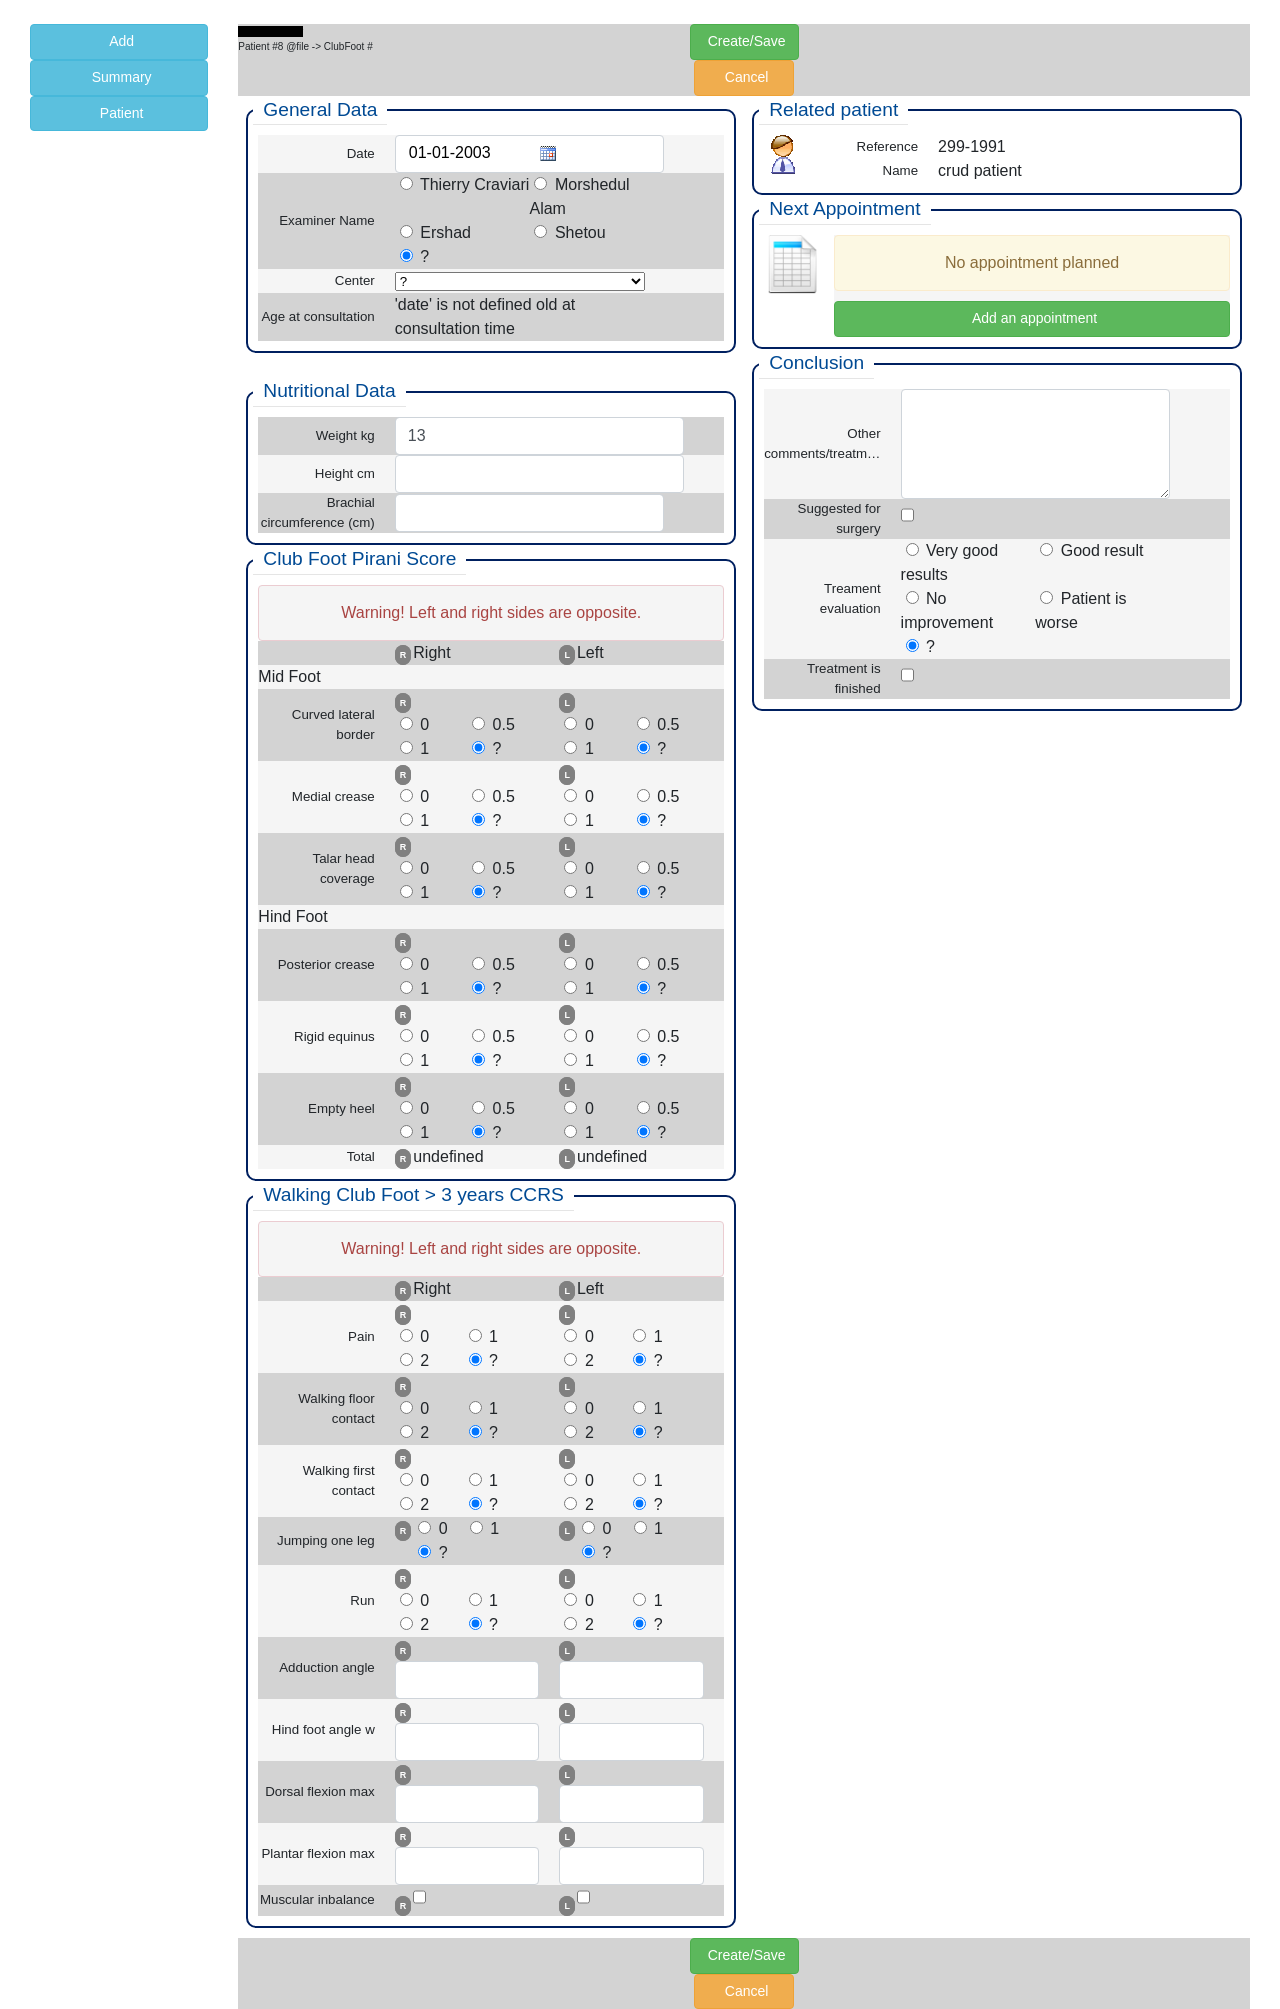 Add
Summary
Patient
Patient #8 @file -> ClubFoot #
Create/Save
Cancel
General Data
Date 01-01-2003
Examiner Name
Thierry Craviari Morshedul
Alam
Ershad Shetou
?
Center ?
Age at consultation
'date' is not defined old at
consultation time
Nutritional Data
Weight kg 13
Height cm
Brachial
circumference (cm)
Club Foot Pirani Score
Warning! Left and right sides are opposite.
R Right L Left
Mid Foot
Curved lateral
border
R L
0 0.5 0 0.5
1 ? 1 ?
Medial crease
R L
0 0.5 0 0.5
1 ? 1 ?
Talar head
coverage
R L
0 0.5 0 0.5
1 ? 1 ?
Hind Foot
Posterior crease
R L
0 0.5 0 0.5
1 ? 1 ?
Rigid equinus
R L
0 0.5 0 0.5
1 ? 1 ?
Empty heel
R L
0 0.5 0 0.5
1 ? 1 ?
Total R undefined L undefined
Walking Club Foot > 3 years CCRS
Warning! Left and right sides are opposite.
R Right L Left
Pain
R L
0 1 0 1
2 ? 2 ?
Walking floor
contact
R L
0 1 0 1
2 ? 2 ?
Walking first
contact
R L
0 1 0 1
2 ? 2 ?
Jumping one leg
R 0 1 L 0 1
? ?
Run
R L
0 1 0 1
2 ? 2 ?
Adduction angle
R L
Hind foot angle w
R L
Dorsal flexion max
R L
Plantar flexion max
R L
Muscular inbalance
R L
Related patient
Reference 299-1991
Name crud patient
Next Appointment
No appointment planned
Add an appointment
Conclusion
Other
comments/treatm…
Suggested for
surgery
Treament
evaluation
Very good Good result
results
No Patient is
improvement worse
?
Treatment is
finished
Create/Save
Cancel